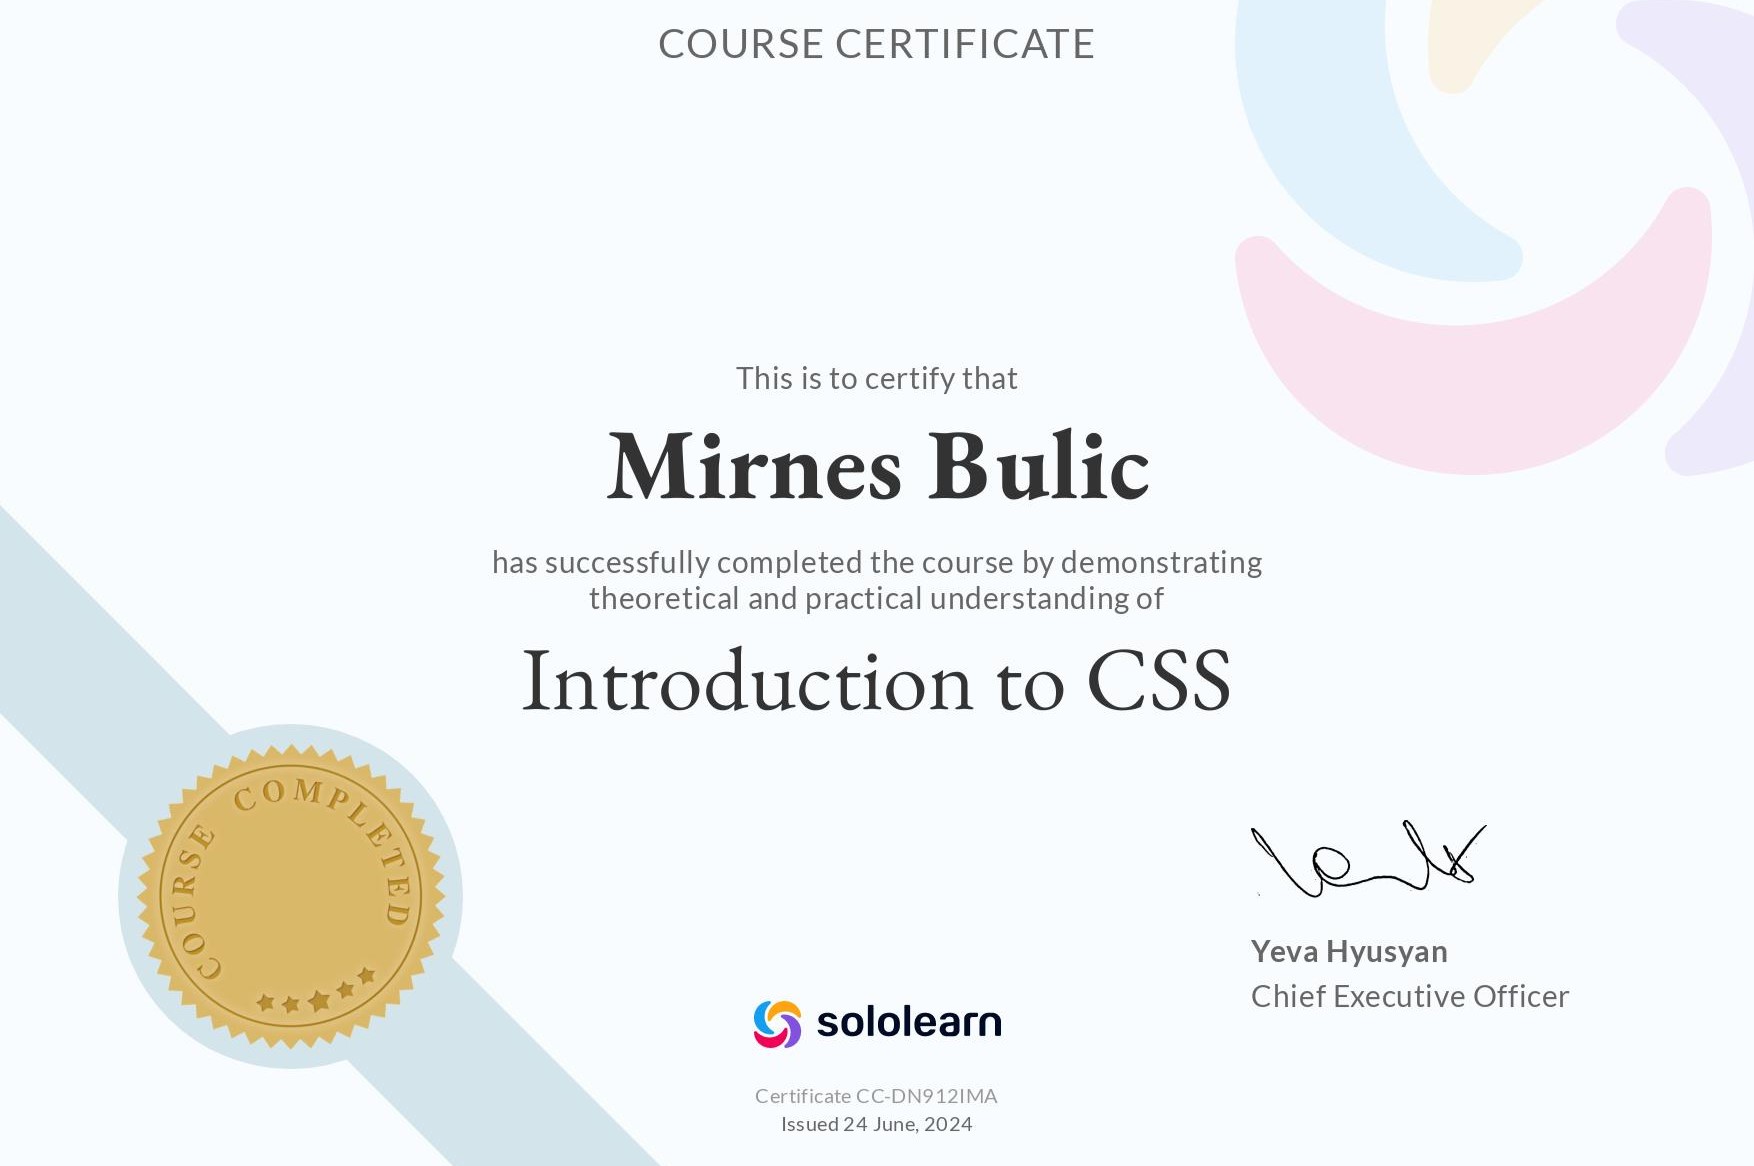 COURSE CERTIFICATE
This is to certify that
Mirnes Bulic
has successfully completed the course by demonstrating
theoretical and practical understanding of
Introduction to CSS
COURSE COMPLETED
Yeva Hyusyan
Chief Executive Officer
sololearn
Certificate CC-DN912IMA
Issued 24 June, 2024